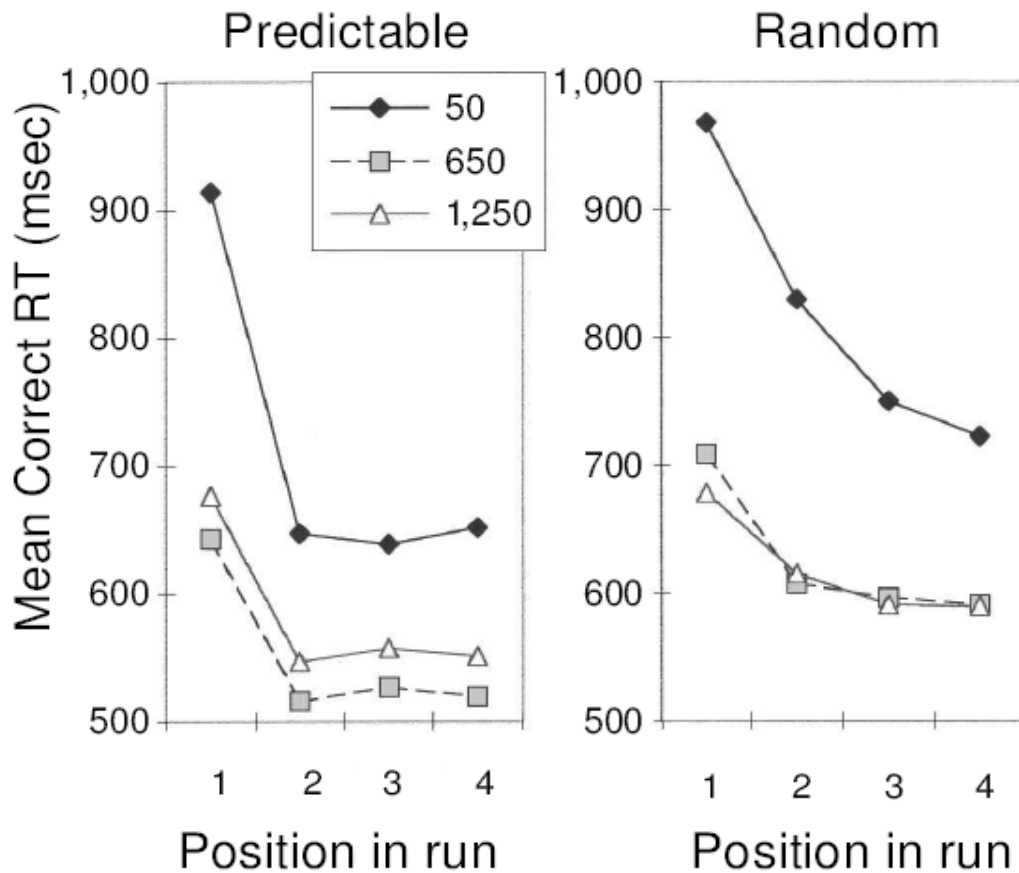 Predictable
Random
Mean Correct RT (msec)
1,000
900
800
700
600
500
50
650
1,250
1 2 3 4
Position in run
1,000
900
800
700
600
500
1 2 3 4
Position in run